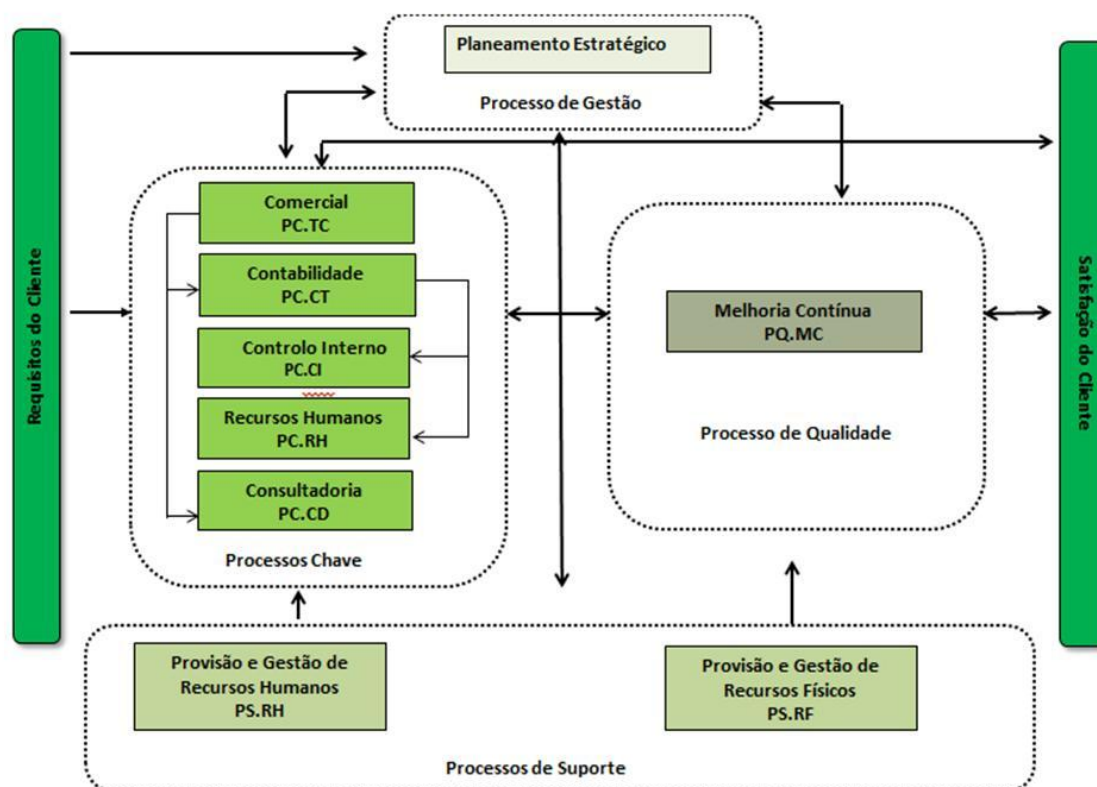 Requisitos do Cliente
Planeamento Estratégico
Processo de Gestão
Comercial
PC.TC
Contabilidade
PC.CT
Controlo Interno
PC.CI
Recursos Humanos
PC.RH
Consultadoria
PC.CD
Processos Chave
Melhoria Contínua
PQ.MC
Processo de Qualidade
Satisfação do Cliente
Provisão e Gestão de
Recursos Humanos
PS.RH
Provisão e Gestão de
Recursos Físicos
PS.RF
Processos de Suporte